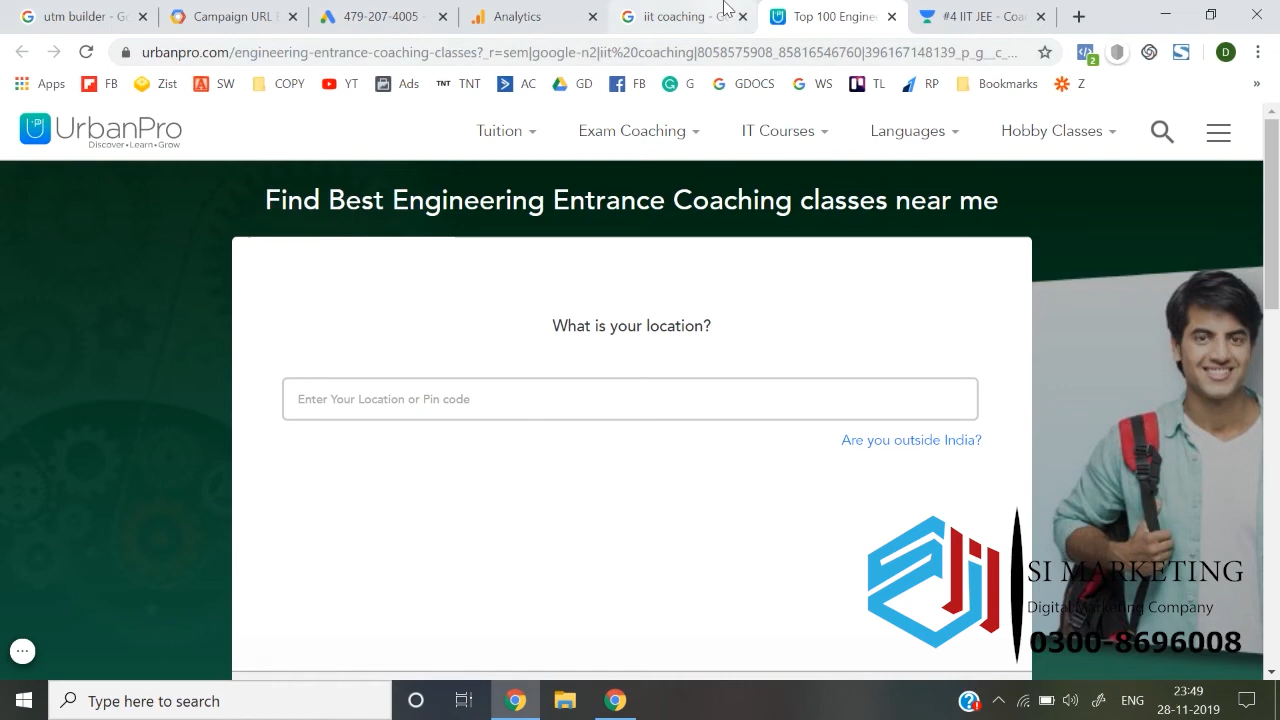 utm builder - G
Campaign URL B
479-207-4005 -
Analytics
iit coaching - G
Top 100 Engine
#4 IIT JEE - Coa
urbanpro.com/engineering-entrance-coaching-classes?_r=sem|google-n2|iit%20coaching|8058575908_85816546760|396167148139_p_g__c_...
D
2
Apps
FB
Zist
SW
COPY
YT
Ads
TNT TNT
AC
GD
FB
G
GDOCS
WS
TL
RP
Bookmarks
Z
»
UrbanPro
Discover•Learn•Grow
Tuition
Exam Coaching
IT Courses
Languages
Hobby Classes
Find Best Engineering Entrance Coaching classes near me
What is your location?
Enter Your Location or Pin code
Are you outside India?
SI MARKETING
Digital Marketing Company
0300-8696008
Type here to search
ENG
23:49
28-11-2019